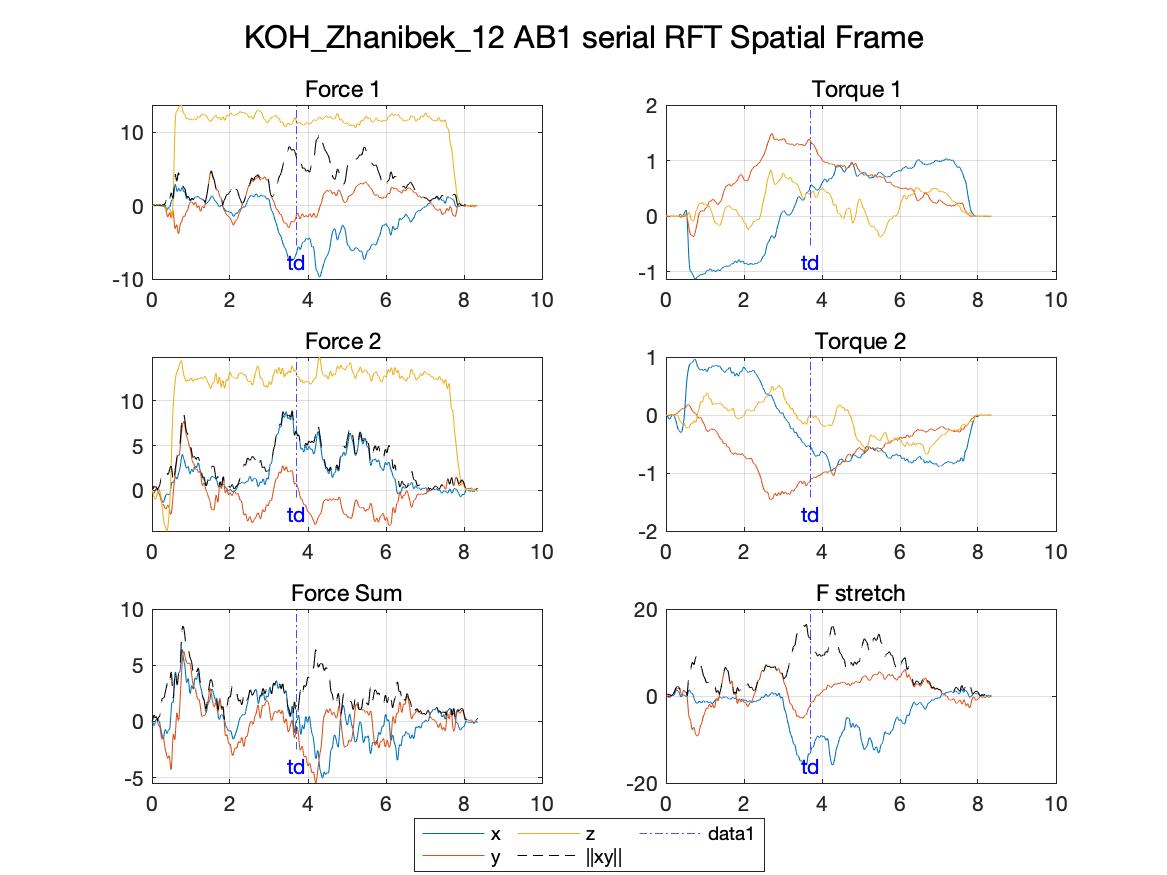 KOH_Zhanibek_12 AB1 serial RFT Spatial Frame
Force 1
10
0
-10
0 2 4 6 8 10
td
Torque 1
2
1
0
-1
0 2 4 6 8 10
td
Force 2
10
5
0
0 2 4 6 8 10
td
Torque 2
1
0
-1
-2
0 2 4 6 8 10
td
Force Sum
10
5
0
-5
0 2 4 6 8 10
td
F stretch
20
0
-20
0 2 4 6 8 10
td
x z data1
y ||xy||